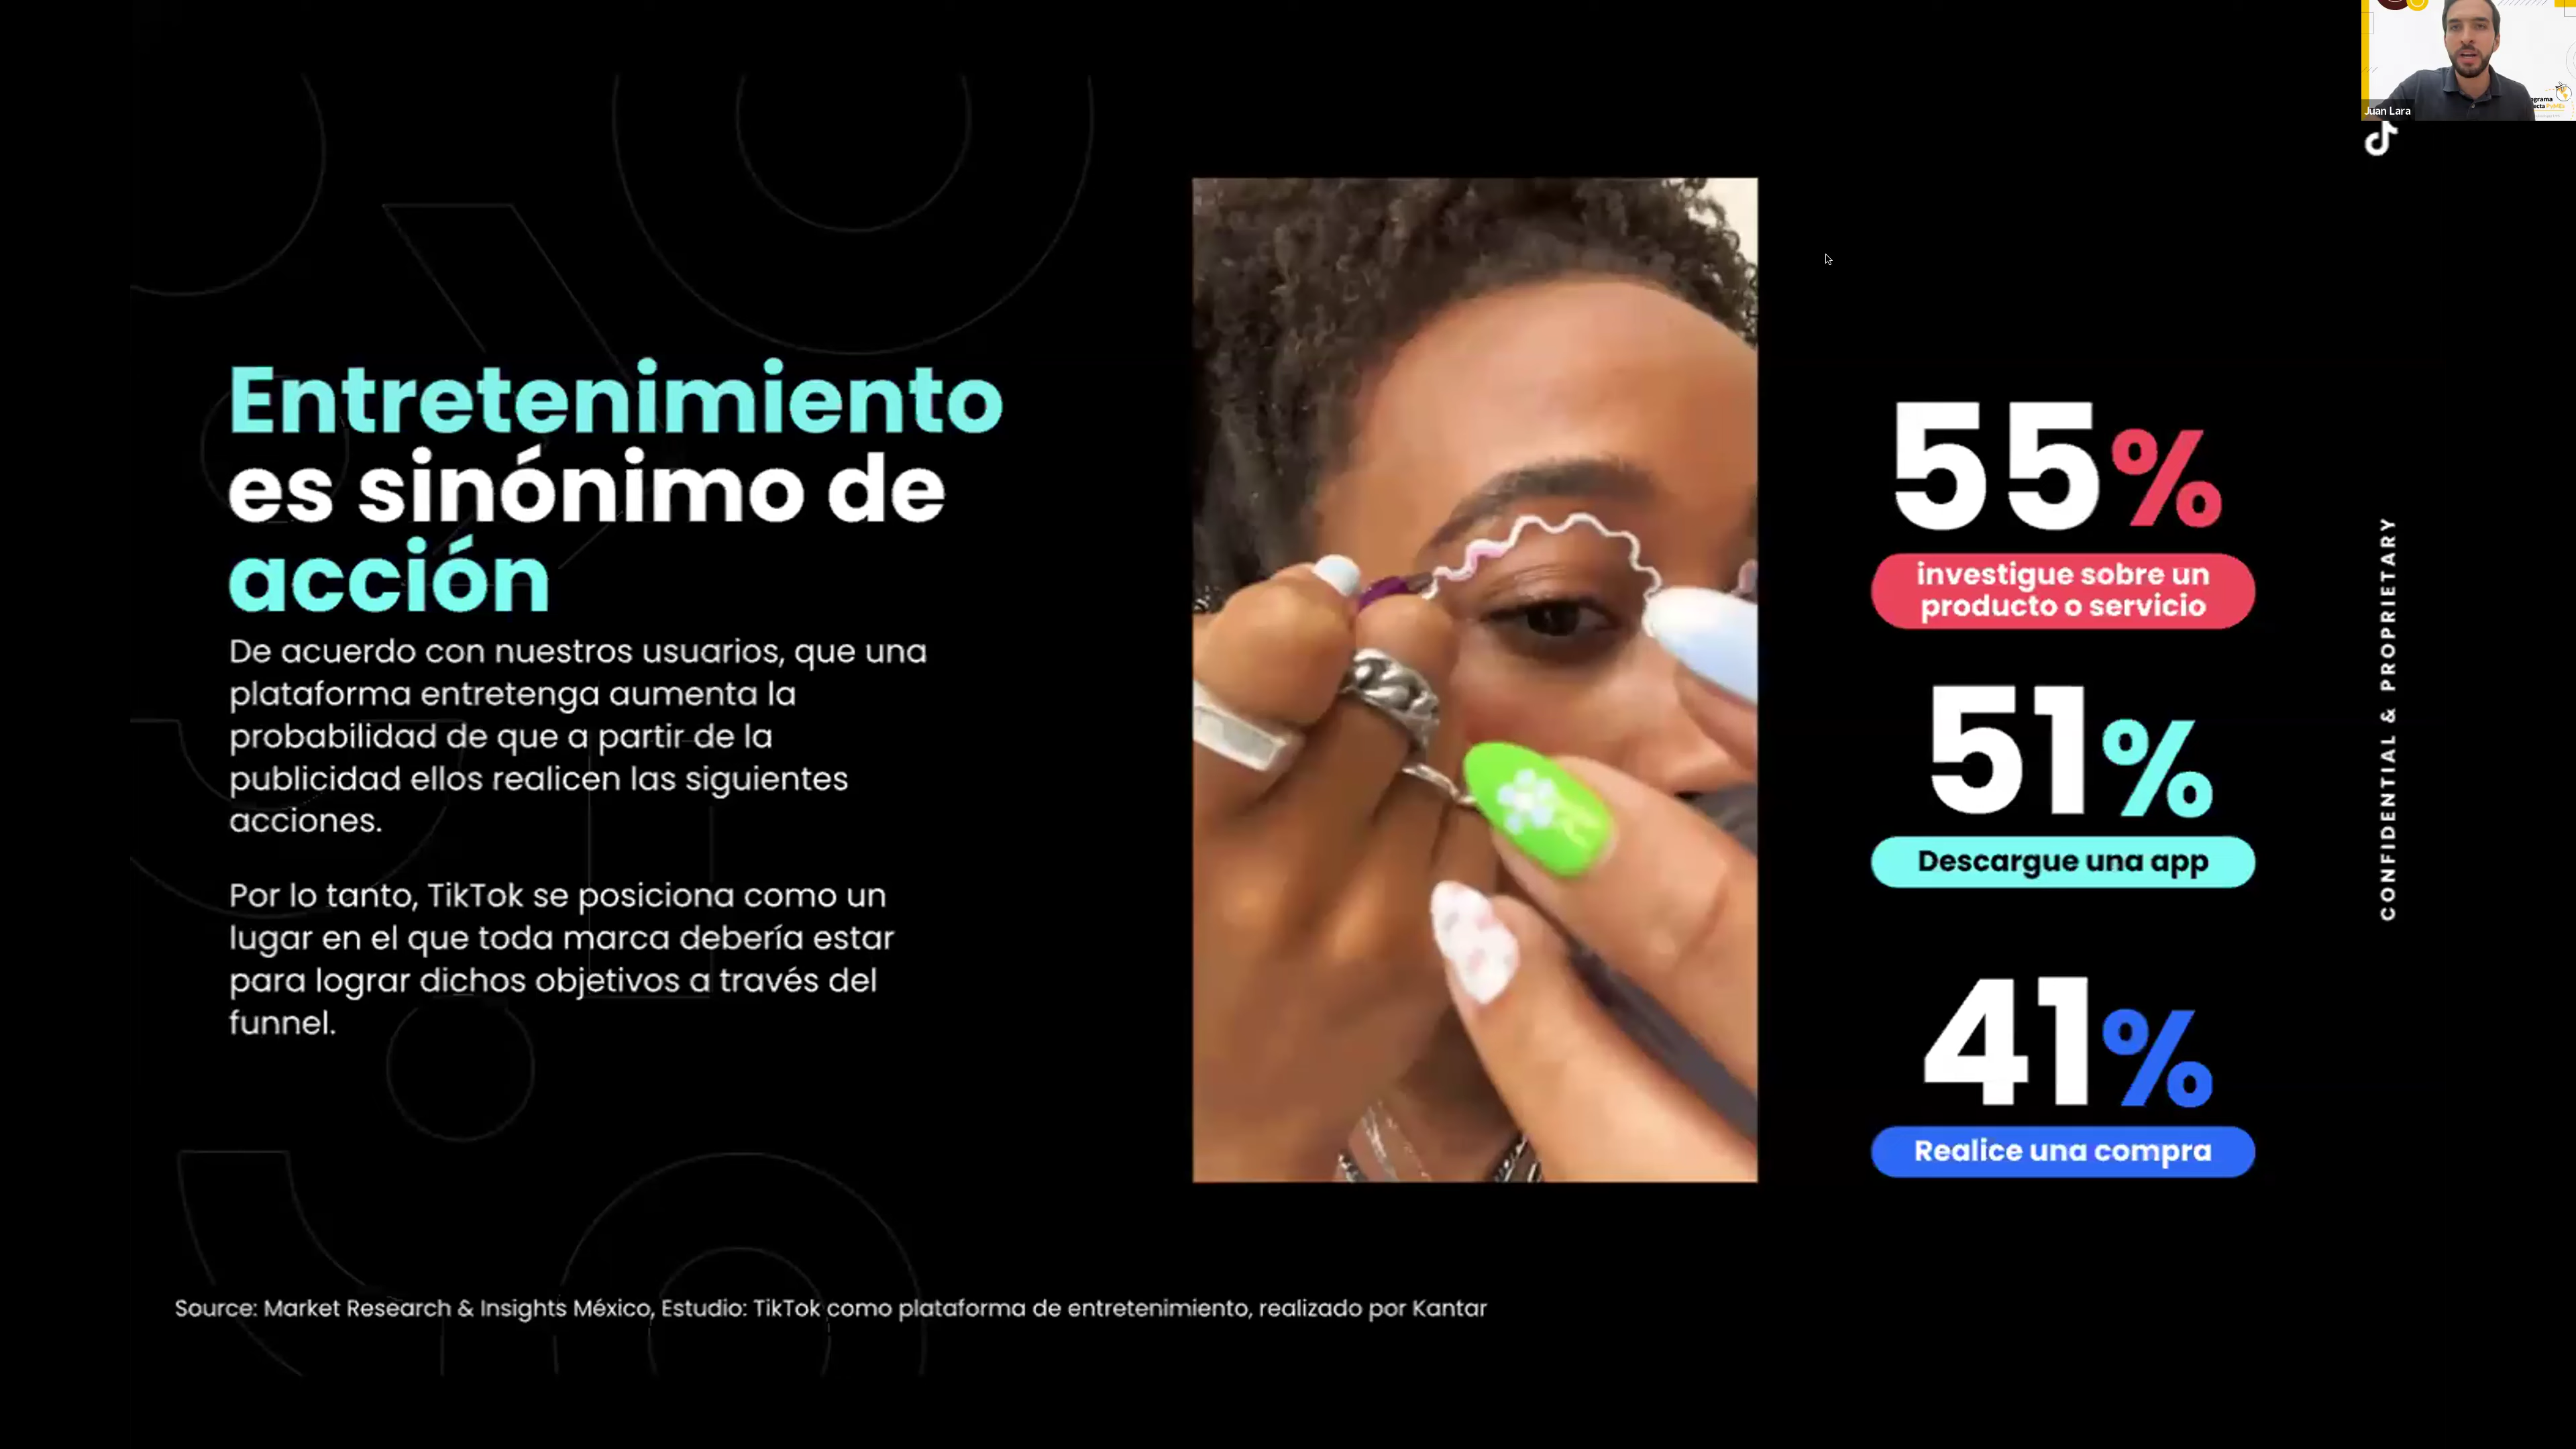 Entretenimiento
es sinónimo de
acción
De acuerdo con nuestros usuarios, que una
plataforma entretenga aumenta la
probabilidad de que a partir de la
publicidad ellos realicen las siguientes
acciones.
Por lo tanto, TikTok se posiciona como un
lugar en el que toda marca debería estar
para lograr dichos objetivos a través del
funnel.
55%
investigue sobre un
producto o servicio
51%
Descargue una app
41%
Realice una compra
CONFIDENTIAL & PROPRIETARY
Source: Market Research & Insights México, Estudio: TikTok como plataforma de entretenimiento, realizado por Kantar
Juan Lara